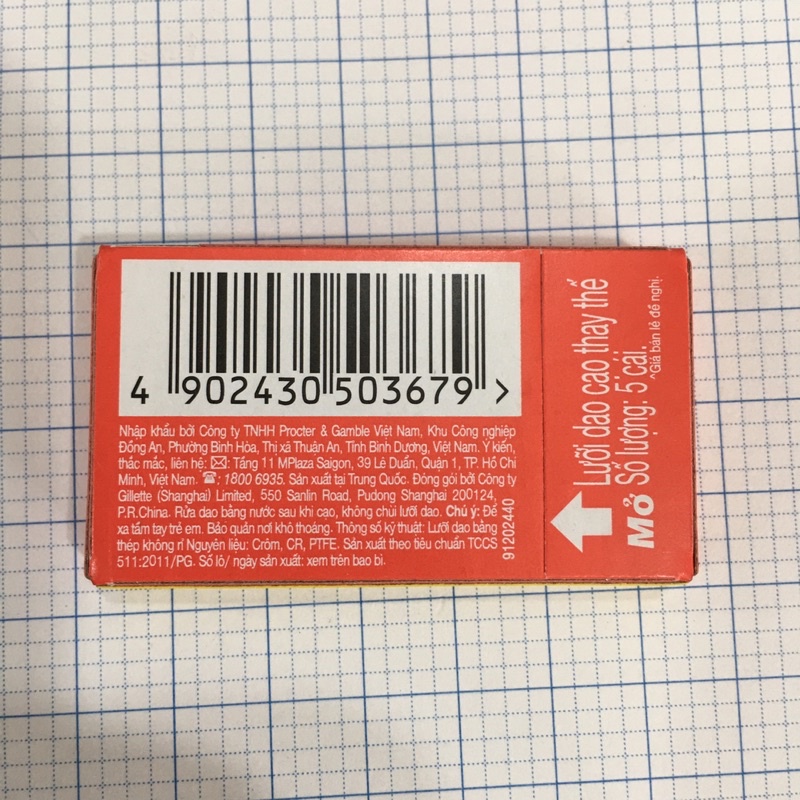 4 902430 503679 >
Nhập khẩu bởi Công ty TNHH Procter & Gamble Việt Nam, Khu Công nghiệp
Đồng An, Phường Bình Hòa, Thị xã Thuận An, Tỉnh Bình Dương, Việt Nam. Ý kiến,
thắc mắc, liên hệ: ✉: Tầng 11 MPlaza Saigon, 39 Lê Duẩn, Quận 1, TP. Hồ Chí
Minh, Việt Nam. ☎: 1800 6935. Sản xuất tại Trung Quốc. Đóng gói bởi Công ty
Gillette (Shanghai) Limited, 550 Sanlin Road, Pudong Shanghai 200124,
P.R.China. Rửa dao bằng nước sau khi cạo, không chùi lưỡi dao. Chú ý: Để
xa tầm tay trẻ em. Bảo quản nơi khô thoáng. Thông số kỹ thuật: Lưỡi dao bằng
thép không rỉ Nguyên liệu: Crôm, CR, PTFE. Sản xuất theo tiêu chuẩn TCCS
511:2011/PG. Số lô/ ngày sản xuất: xem trên bao bì.
91202440
Lưỡi dao cạo thay thế
Số lượng: 5 cái.
^Giá bán lẻ đề nghị.
Mở